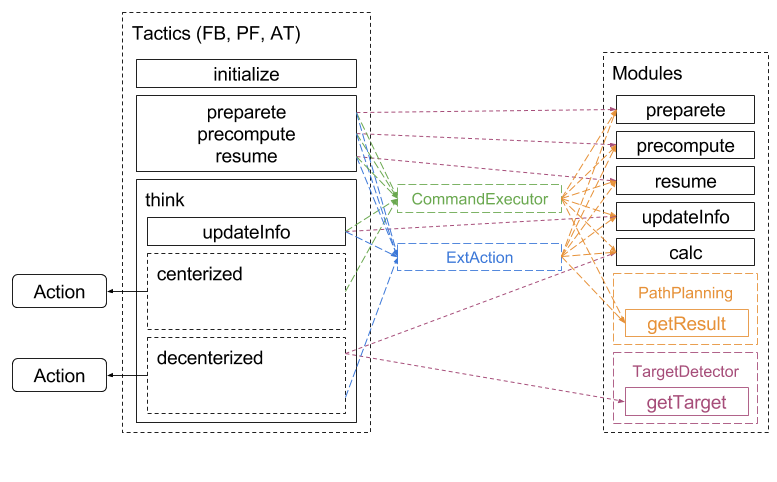 Tactics (FB, PF, AT)
initialize
preparete
precompute
resume
think
updateInfo
centerized
decenterized
Action
Action
CommandExecutor
ExtAction
Modules
preparete
precompute
resume
updateInfo
calc
PathPlanning
getResult
TargetDetector
getTarget